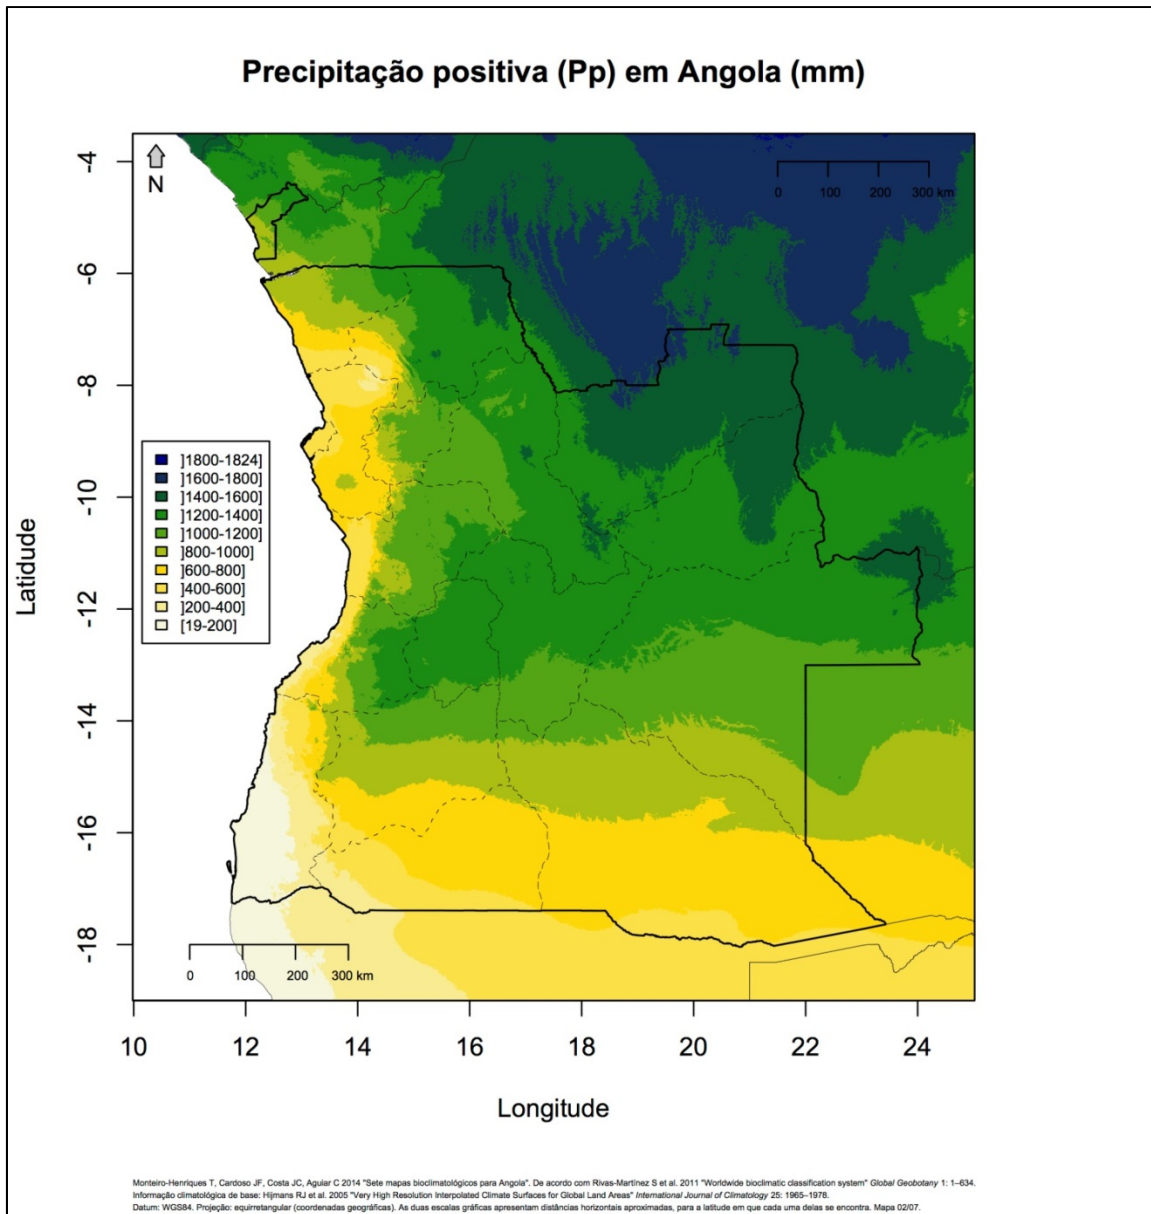 Precipitação positiva (Pp) em Angola (mm)
N
0 100 200 300 km
-4
-6
-8
-10
-12
-14
-16
-18
Latidude
]1800-1824]
]1600-1800]
]1400-1600]
]1200-1400]
]1000-1200]
]800-1000]
]600-800]
]400-600]
]200-400]
[19-200]
0 100 200 300 km
10 12 14 16 18 20 22 24
Longitude
Monteiro-Henriques T, Cardoso JF, Costa JC, Aguiar C 2014 "Sete mapas bioclimatológicos para Angola". De acordo com Rivas-Martínez S et al. 2011 "Worldwide bioclimatic classification system" Global Geobotany 1: 1–634.
Informação climatológica de base: Hijmans RJ et al. 2005 "Very High Resolution Interpolated Climate Surfaces for Global Land Areas" International Journal of Climatology 25: 1965–1978.
Datum: WGS84. Projeção: equirretangular (coordenadas geográficas). As duas escalas gráficas apresentam distâncias horizontais aproximadas, para a latitude em que cada uma delas se encontra. Mapa 02/07.